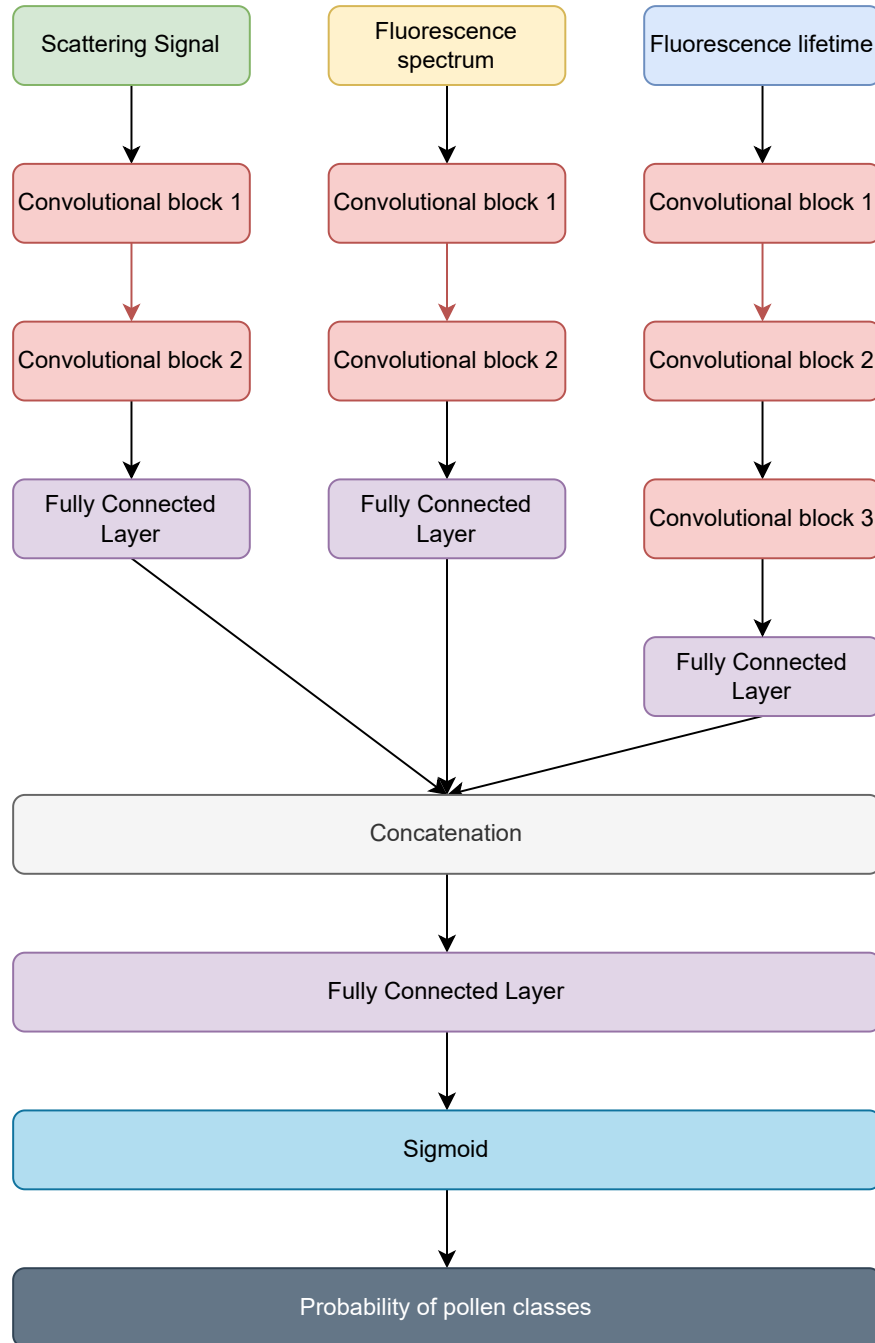 Scattering Signal
Fluorescence
spectrum
Fluorescence lifetime
Convolutional block 1
Convolutional block 1
Convolutional block 1
Convolutional block 2
Convolutional block 2
Convolutional block 2
Fully Connected
Layer
Fully Connected
Layer
Convolutional block 3
Fully Connected
Layer
Concatenation
Fully Connected Layer
Sigmoid
Probability of pollen classes